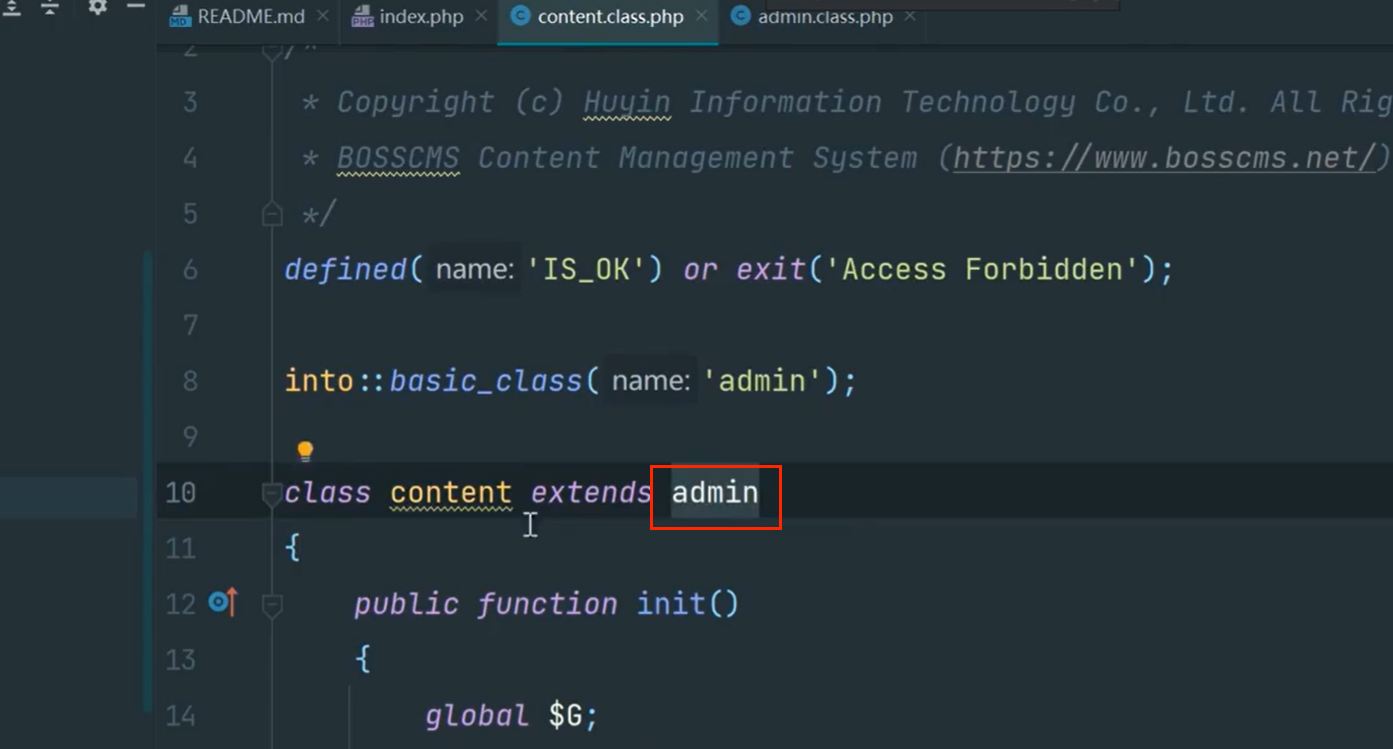 README.md index.php content.class.php admin.class.php
2 /*
3 * Copyright (c) Huyin Information Technology Co., Ltd. All Rig
4 * BOSSCMS Content Management System (https://www.bosscms.net/)
5 */
6 defined( name: 'IS_OK') or exit('Access Forbidden');
7
8 into::basic_class( name: 'admin');
9
10 class content extends admin
11 {
12 public function init()
13 {
14 global $G;